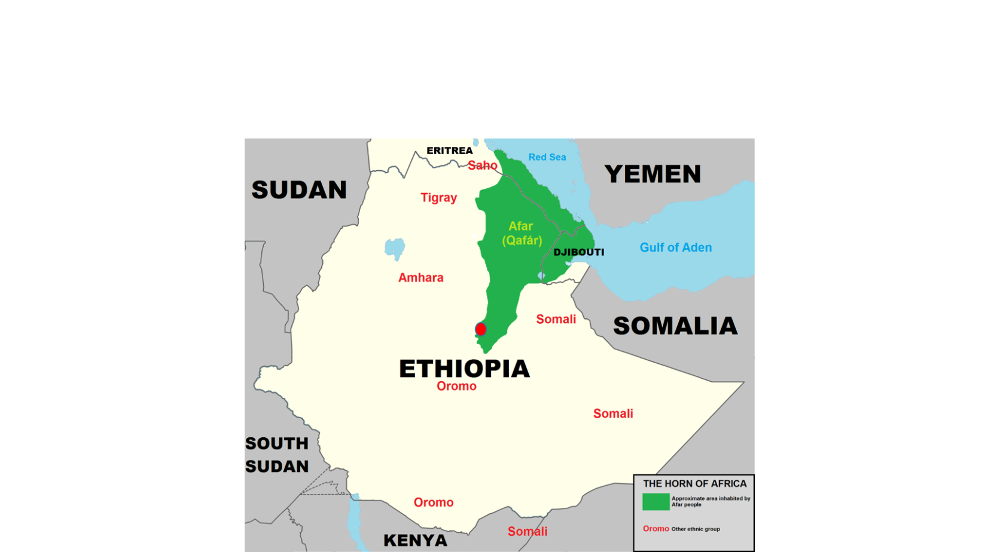 ERITREA
Red Sea
Saho
YEMEN
SUDAN
Tigray
Afar
(Qafár)
Gulf of Aden
DJIBOUTI
Amhara
Somali
SOMALIA
ETHIOPIA
Oromo
Somali
SOUTH
SUDAN
THE HORN OF AFRICA
Approximate area inhabited by
Afar people
Oromo
Oromo Other ethnic group
Somali
KENYA